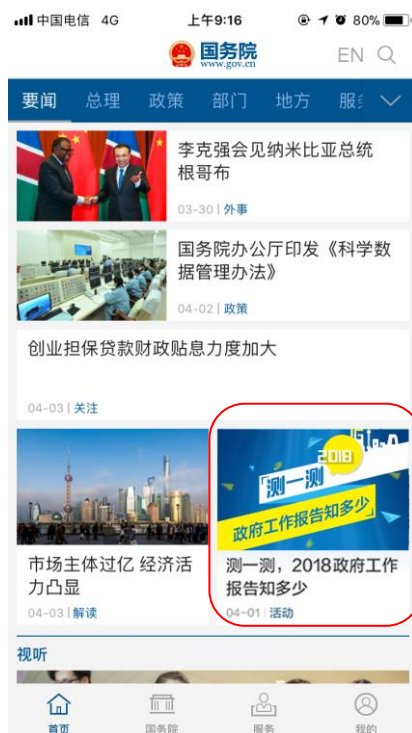 中国电信 4G 上午9:16 80%
国务院
www.gov.cn
EN
要闻 总理 政策 部门 地方
李克强会见纳米比亚总统
根哥布
03-30 | 外事
国务院办公厅印发《科学数
据管理办法》
04-02 | 政策
创业担保贷款财政贴息力度加大
04-03 | 关注
2018
测一测
政府工作报告知多少
市场主体过亿 经济活
力凸显
04-03 | 解读
测一测，2018政府工作
报告知多少
04-01 | 活动
视听
首页 国务院 服务 我的